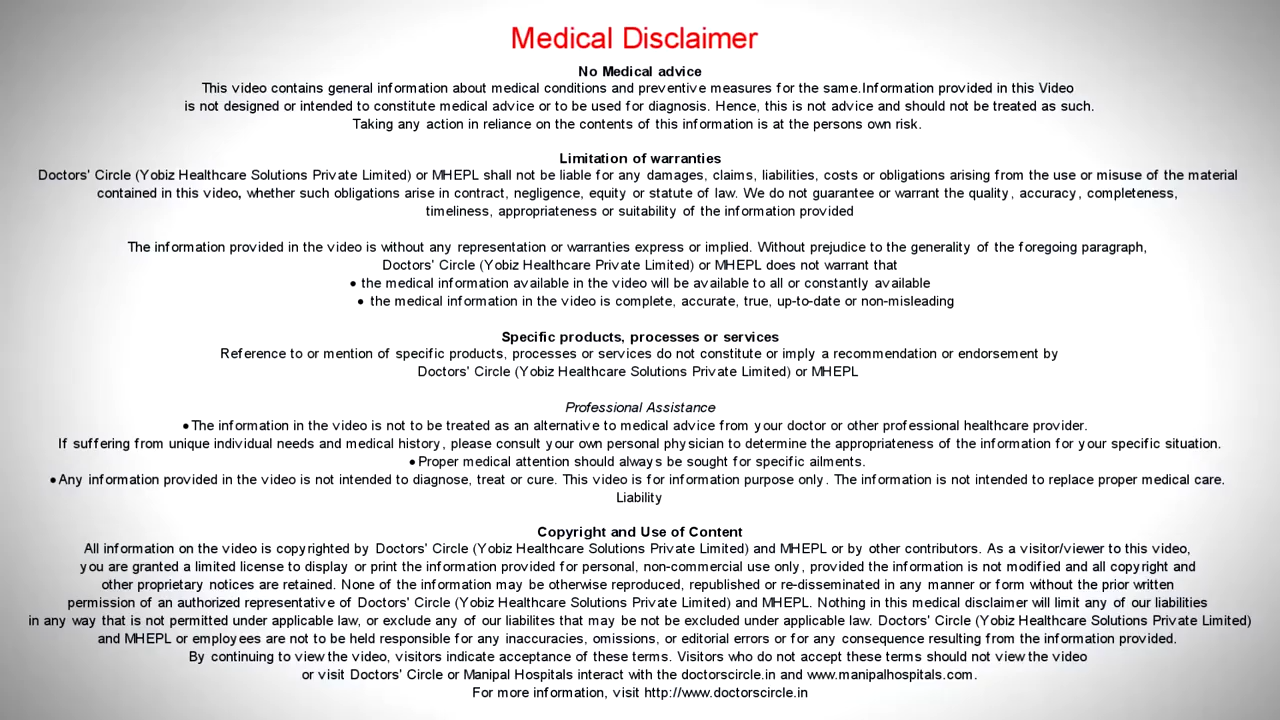 Medical Disclaimer
No Medical advice
This video contains general information about medical conditions and preventive measures for the same.Information provided in this Video
is not designed or intended to constitute medical advice or to be used for diagnosis. Hence, this is not advice and should not be treated as such.
Taking any action in reliance on the contents of this information is at the persons own risk.
Limitation of warranties
Doctors' Circle (Yobiz Healthcare Solutions Private Limited) or MHEPL shall not be liable for any damages, claims, liabilities, costs or obligations arising from the use or misuse of the material
contained in this video, whether such obligations arise in contract, negligence, equity or statute of law. We do not guarantee or warrant the quality, accuracy, completeness,
timeliness, appropriateness or suitability of the information provided
The information provided in the video is without any representation or warranties express or implied. Without prejudice to the generality of the foregoing paragraph,
Doctors' Circle (Yobiz Healthcare Private Limited) or MHEPL does not warrant that
• the medical information available in the video will be available to all or constantly available
• the medical information in the video is complete, accurate, true, up-to-date or non-misleading
Specific products, processes or services
Reference to or mention of specific products, processes or services do not constitute or imply a recommendation or endorsement by
Doctors' Circle (Yobiz Healthcare Solutions Private Limited) or MHEPL
Professional Assistance
•The information in the video is not to be treated as an alternative to medical advice from your doctor or other professional healthcare provider.
If suffering from unique individual needs and medical history, please consult your own personal physician to determine the appropriateness of the information for your specific situation.
•Proper medical attention should always be sought for specific ailments.
•Any information provided in the video is not intended to diagnose, treat or cure. This video is for information purpose only. The information is not intended to replace proper medical care.
Liability
Copyright and Use of Content
All information on the video is copyrighted by Doctors' Circle (Yobiz Healthcare Solutions Private Limited) and MHEPL or by other contributors. As a visitor/viewer to this video,
you are granted a limited license to display or print the information provided for personal, non-commercial use only, provided the information is not modified and all copyright and
other proprietary notices are retained. None of the information may be otherwise reproduced, republished or re-disseminated in any manner or form without the prior written
permission of an authorized representative of Doctors' Circle (Yobiz Healthcare Solutions Private Limited) and MHEPL. Nothing in this medical disclaimer will limit any of our liabilities
in any way that is not permitted under applicable law, or exclude any of our liabilites that may be not be excluded under applicable law. Doctors' Circle (Yobiz Healthcare Solutions Private Limited)
and MHEPL or employees are not to be held responsible for any inaccuracies, omissions, or editorial errors or for any consequence resulting from the information provided.
By continuing to view the video, visitors indicate acceptance of these terms. Visitors who do not accept these terms should not view the video
or visit Doctors' Circle or Manipal Hospitals interact with the doctorscircle.in and www.manipalhospitals.com.
For more information, visit http://www.doctorscircle.in